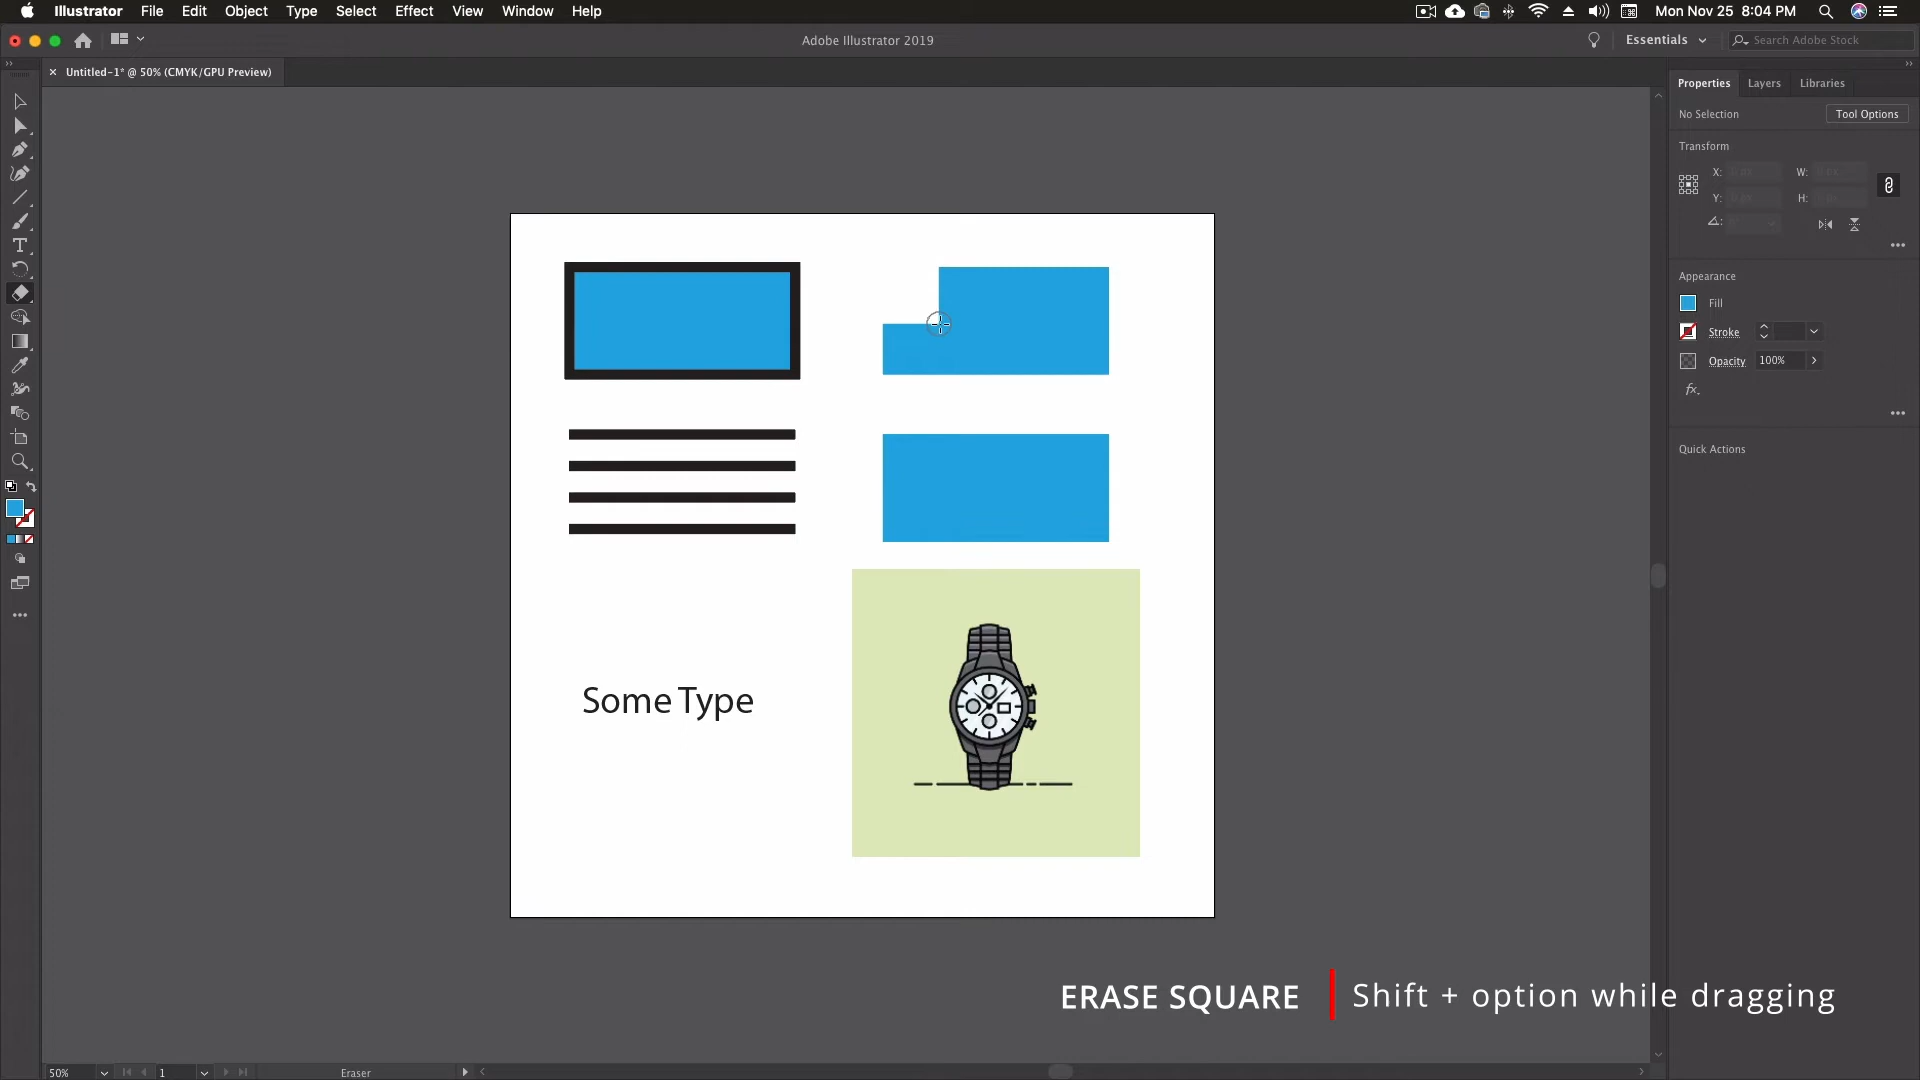 Illustrator File Edit Object Type Select Effect View Window Help
Mon Nov 25 8:04 PM
Adobe Illustrator 2019
Essentials
Search Adobe Stock
× Untitled-1* @ 50% (CMYK/GPU Preview)
Properties Layers Libraries
No Selection
Tool Options
Transform
X: W:
Y: H:
Appearance
Fill
Stroke
Opacity 100%
fx.
Quick Actions
Some Type
ERASE SQUARE Shift + option while dragging
50% 1 Eraser